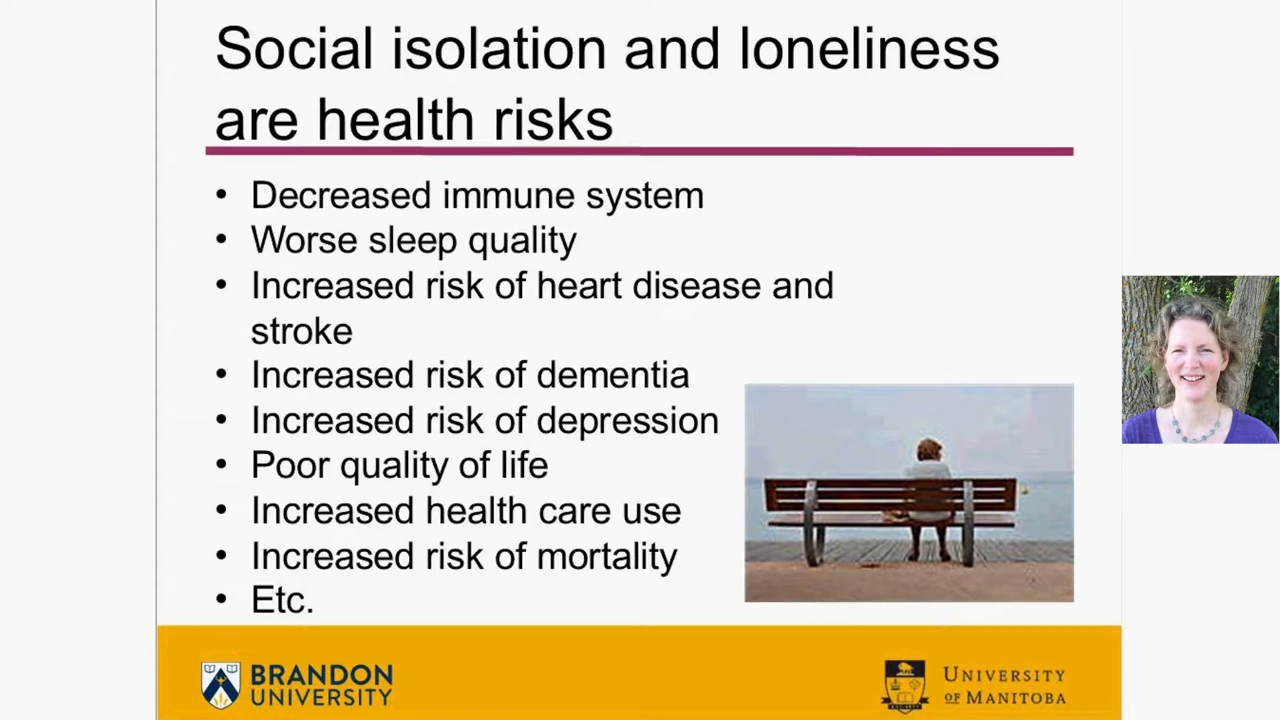 Social isolation and loneliness
are health risks
• Decreased immune system
• Worse sleep quality
• Increased risk of heart disease and
stroke
• Increased risk of dementia
• Increased risk of depression
• Poor quality of life
• Increased health care use
• Increased risk of mortality
• Etc.
BRANDON
UNIVERSITY
UNIVERSITY
OF MANITOBA